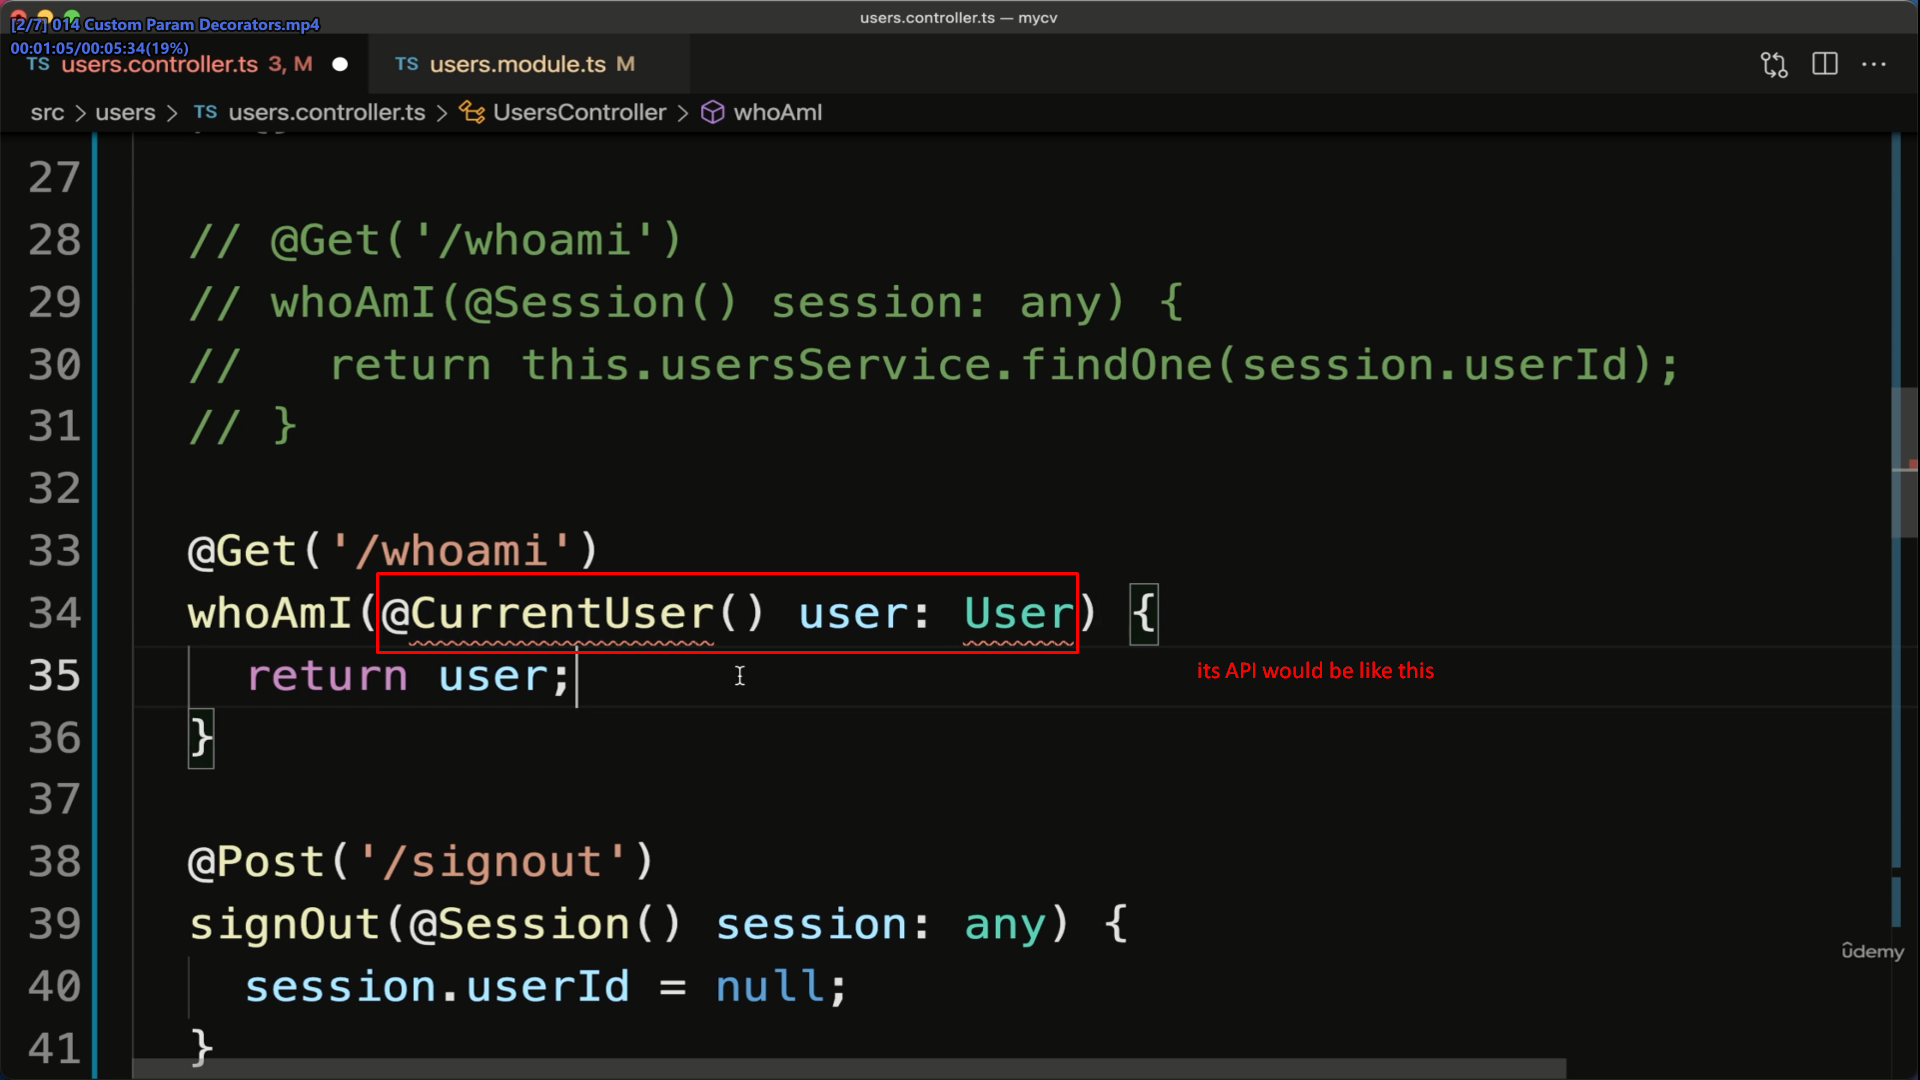 users.controller.ts — mycv
[2/7] 014 Custom Param Decorators.mp4
00:01:05/00:05:34(19%)
TS users.controller.ts 3, M
TS users.module.ts M
src > users > TS users.controller.ts > UsersController > whoAmI
27
28 // @Get('/whoami')
29 // whoAmI(@Session() session: any) {
30 //   return this.usersService.findOne(session.userId);
31 // }
32
33 @Get('/whoami')
34 whoAmI(@CurrentUser() user: User) {
35   return user;
its API would be like this
36 }
37
38 @Post('/signout')
39 signOut(@Session() session: any) {
40   session.userId = null;
41 }
ûdemy